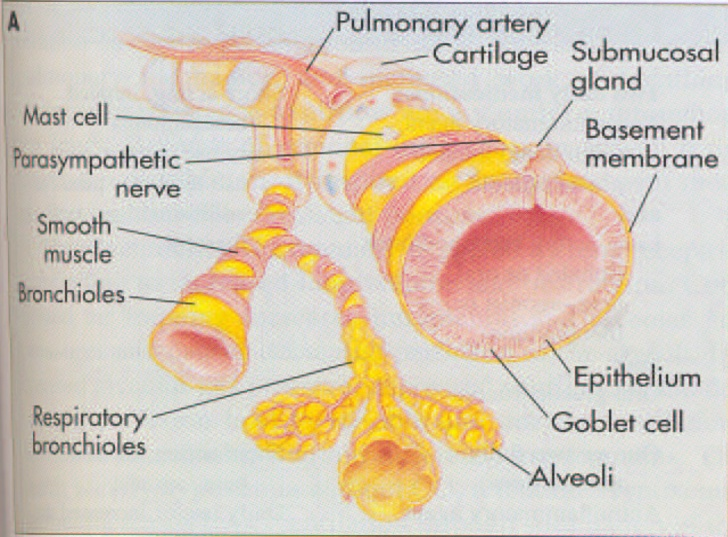 A
Pulmonary artery
Cartilage
Submucosal
gland
Mast cell
Basement
membrane
Parasympathetic
nerve
Smooth
muscle
Bronchioles
Epithelium
Goblet cell
Respiratory
bronchioles
Alveoli